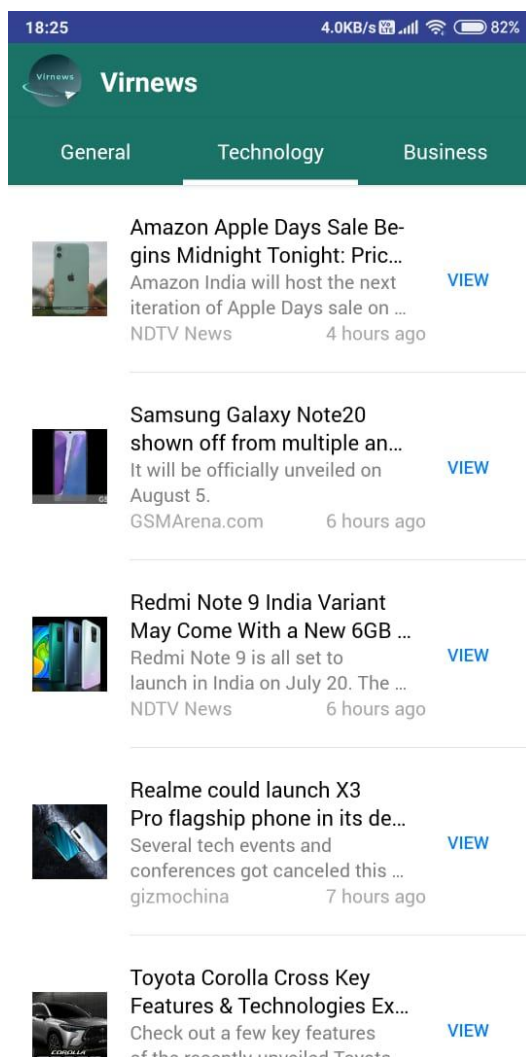 18:25
4.0KB/s
82%
Virnews
Virnews
General
Technology
Business
Amazon Apple Days Sale Be-
gins Midnight Tonight: Pric...
Amazon India will host the next
iteration of Apple Days sale on ...
NDTV News
4 hours ago
VIEW
Samsung Galaxy Note20
shown off from multiple an...
It will be officially unveiled on
August 5.
GSMArena.com
6 hours ago
VIEW
Redmi Note 9 India Variant
May Come With a New 6GB ...
Redmi Note 9 is all set to
launch in India on July 20. The ...
NDTV News
6 hours ago
VIEW
Realme could launch X3
Pro flagship phone in its de...
Several tech events and
conferences got canceled this ...
gizmochina
7 hours ago
VIEW
Toyota Corolla Cross Key
Features & Technologies Ex...
Check out a few key features
of the recently unveiled Toyota
VIEW
COROLLA